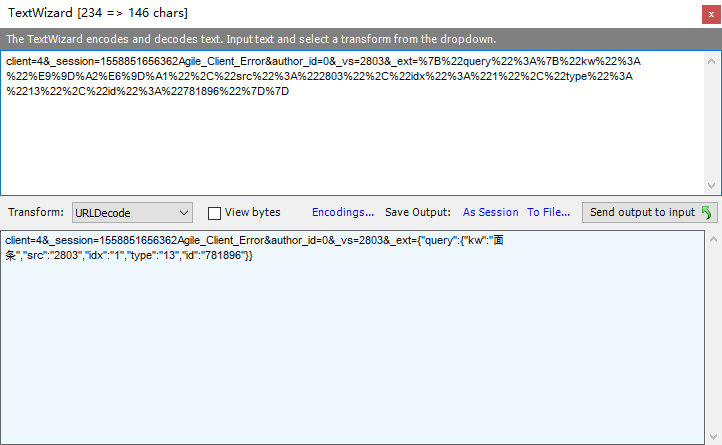 TextWizard [234 => 146 chars]
x
The TextWizard encodes and decodes text. Input text and select a transform from the dropdown.
client=4&_session=1558851656362Agile_Client_Error&author_id=0&_vs=2803&_ext=%7B%22query%22%3A%7B%22kw%22%3A
%22%E9%9D%A2%E6%9D%A1%22%2C%22src%22%3A%222803%22%2C%22idx%22%3A%221%22%2C%22type%22%3A
%2213%22%2C%22id%22%3A%22781896%22%7D%7D
Transform: URLDecode View bytes Encodings... Save Output: As Session To File... Send output to input
client=4&_session=1558851656362Agile_Client_Error&author_id=0&_vs=2803&_ext={"query":{"kw":"面
条","src":"2803","idx":"1","type":"13","id":"781896"}}